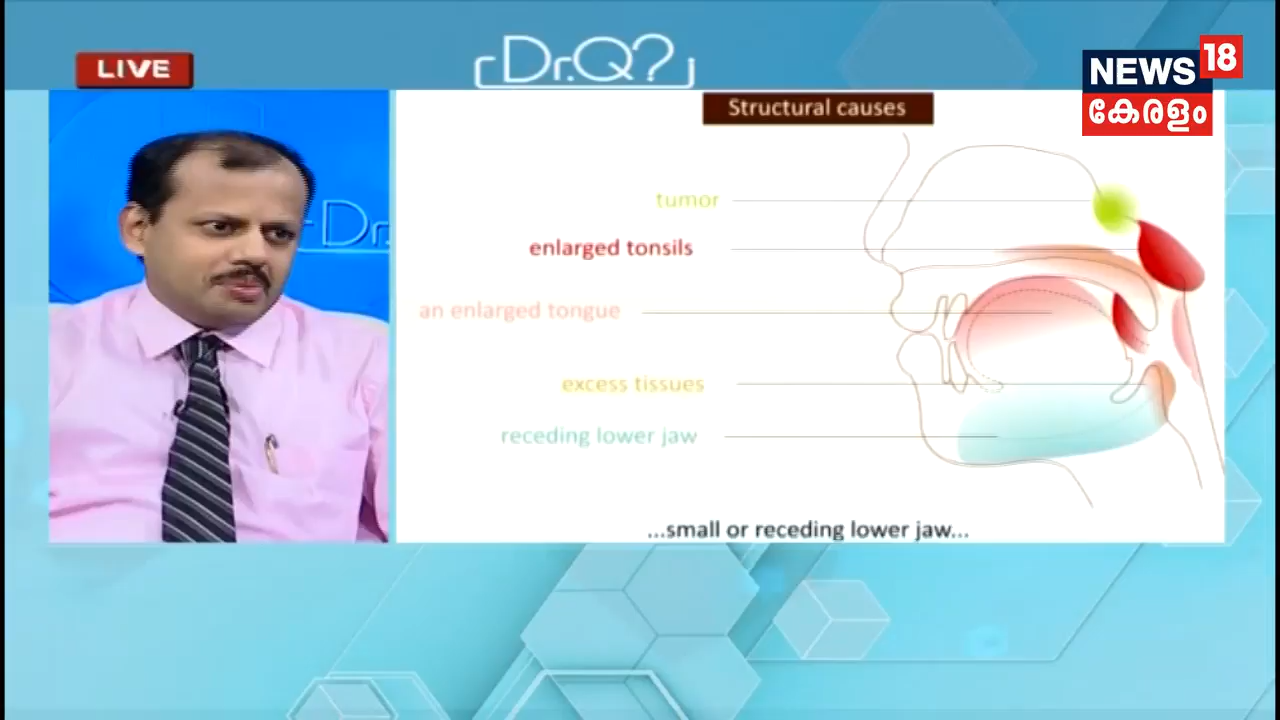 LIVE
Dr.Q?
NEWS
18
കേരളം
Dr.
Structural causes
tumor
enlarged tonsils
an enlarged tongue
excess tissues
receding lower jaw
...small or receding lower jaw...